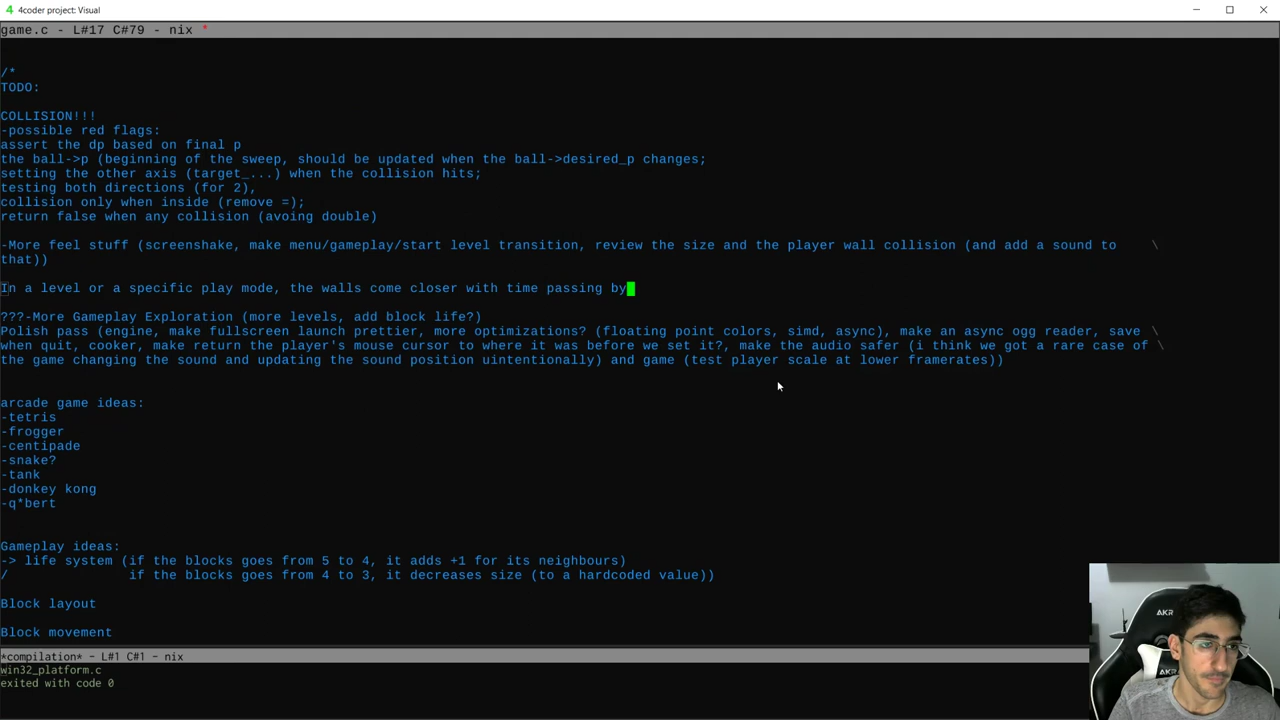 4 4coder project: Visual
game.c - L#17 C#79 - nix *
/*
TODO:
COLLISION!!!
-possible red flags:
assert the dp based on final p
the ball->p (beginning of the sweep, should be updated when the ball->desired_p changes;
setting the other axis (target_...) when the collision hits;
testing both directions (for 2),
collision only when inside (remove =);
return false when any collision (avoing double)
-More feel stuff (screenshake, make menu/gameplay/start level transition, review the size and the player wall collision (and add a sound to \
that))
In a level or a specific play mode, the walls come closer with time passing by
???-More Gameplay Exploration (more levels, add block life?)
Polish pass (engine, make fullscreen launch prettier, more optimizations? (floating point colors, simd, async), make an async ogg reader, save \
when quit, cooker, make return the player's mouse cursor to where it was before we set it?, make the audio safer (i think we got a rare case of \
the game changing the sound and updating the sound position uintentionally) and game (test player scale at lower framerates))
arcade game ideas:
-tetris
-frogger
-centipade
-snake?
-tank
-donkey kong
-q*bert
Gameplay ideas:
-> life system (if the blocks goes from 5 to 4, it adds +1 for its neighbours)
/ if the blocks goes from 4 to 3, it decreases size (to a hardcoded value))
Block layout
Block movement
*compilation* - L#1 C#1 - nix
win32_platform.c
exited with code 0
AKR
AKR